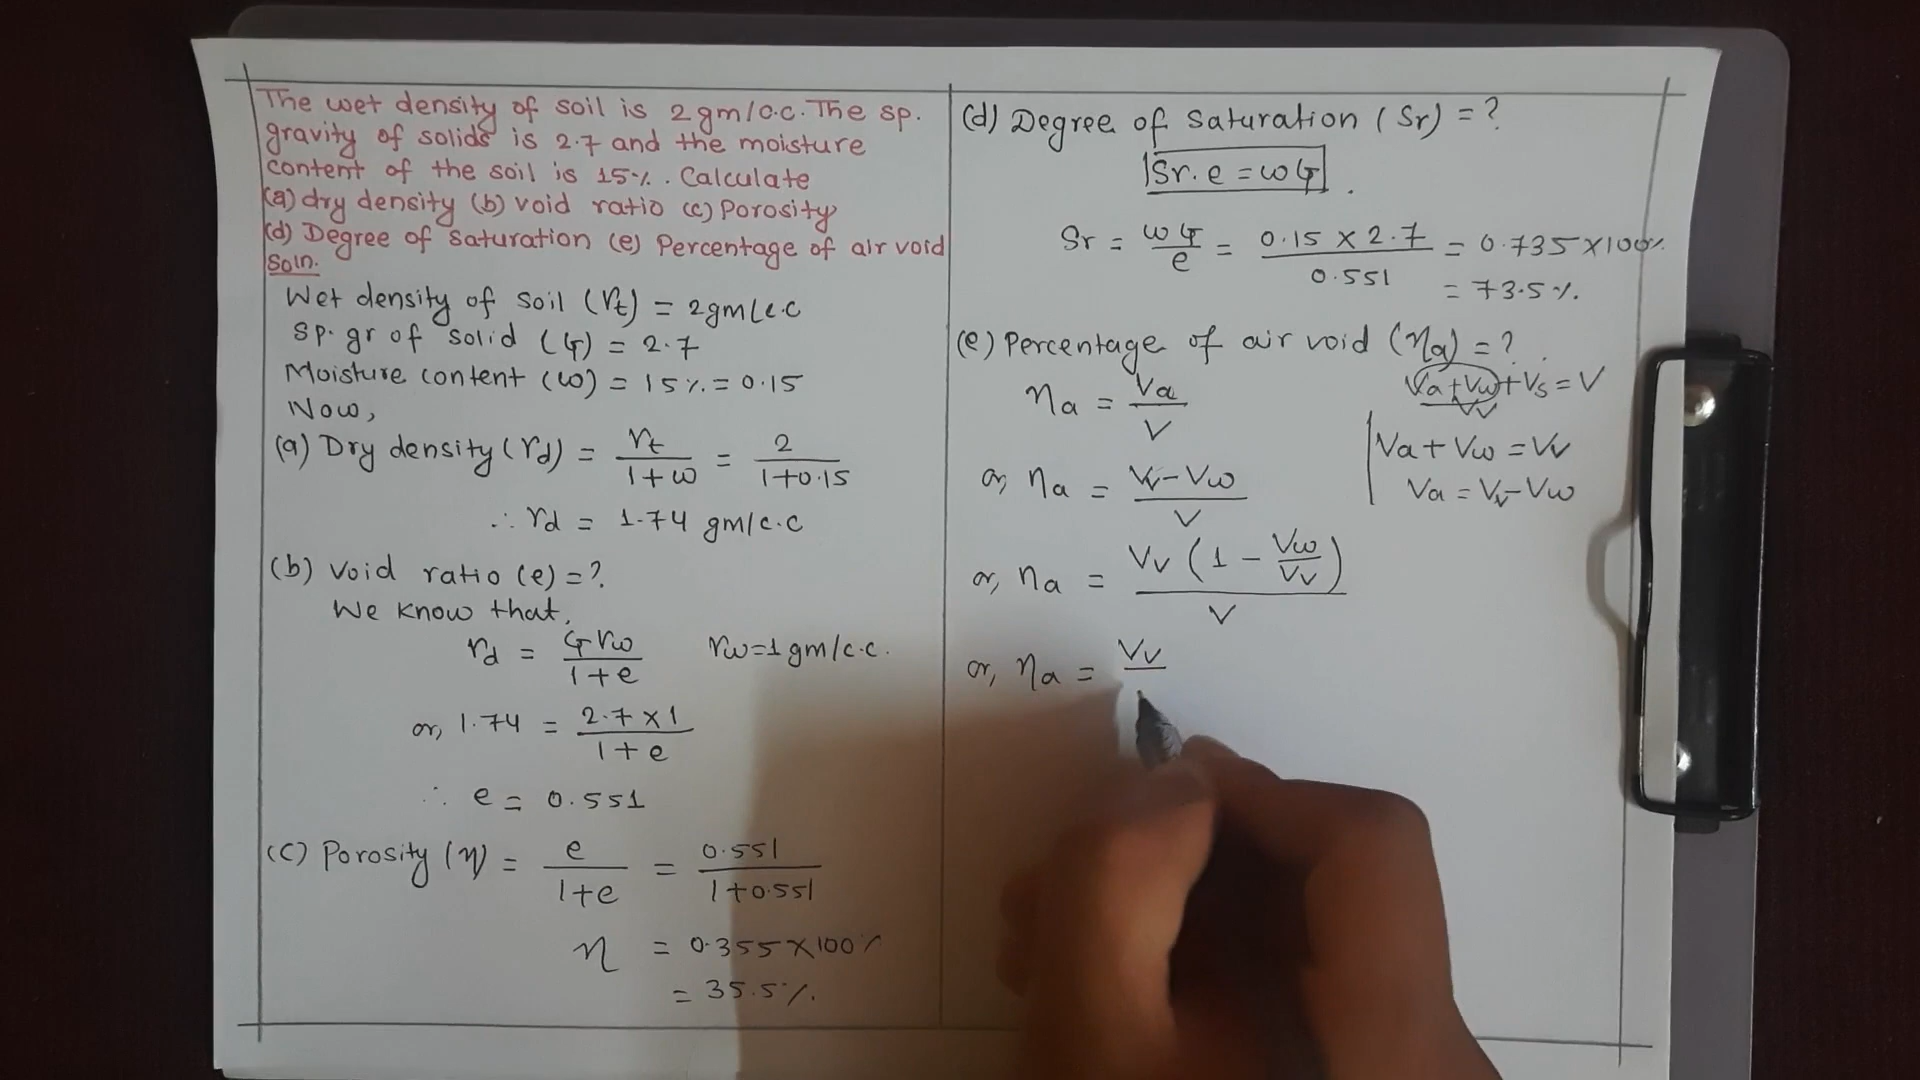 The wet density of soil is 2gm/c.c. The sp.
gravity of solids is 2.7 and the moisture
content of the soil is 15%. Calculate
(a) dry density (b) void ratio (c) Porosity
(d) Degree of saturation (e) Percentage of air void
Soln.
Wet density of soil (γt) = 2gm/c.c
Sp. gr of solid (G) = 2.7
Moisture content (ω) = 15% = 0.15
Now,
(a) Dry density (γd) = γt / (1+ω) = 2 / (1+0.15)
∴ γd = 1.74 gm/c.c
(b) Void ratio (e) = ?
We know that,
γd = Gγω / (1+e) γω = 1 gm/c.c.
or, 1.74 = 2.7 × 1 / (1+e)
∴ e = 0.551
(c) Porosity (η) = e / (1+e) = 0.551 / (1+0.551)
η = 0.355 × 100%
= 35.5%.
(d) Degree of saturation (Sr) = ?
Sr. e = ωG
Sr = ωG / e = 0.15 × 2.7 / 0.551 = 0.735 × 100%
= 73.5%.
(e) Percentage of air void (ηa) = ?
Va + Vω + Vs = V
Vv
ηa = Va / V
Va + Vω = Vv
Va = Vv - Vω
or, ηa = (Vv - Vω) / V
or, ηa = Vv (1 - Vω/Vv) / V
or, ηa = Vv